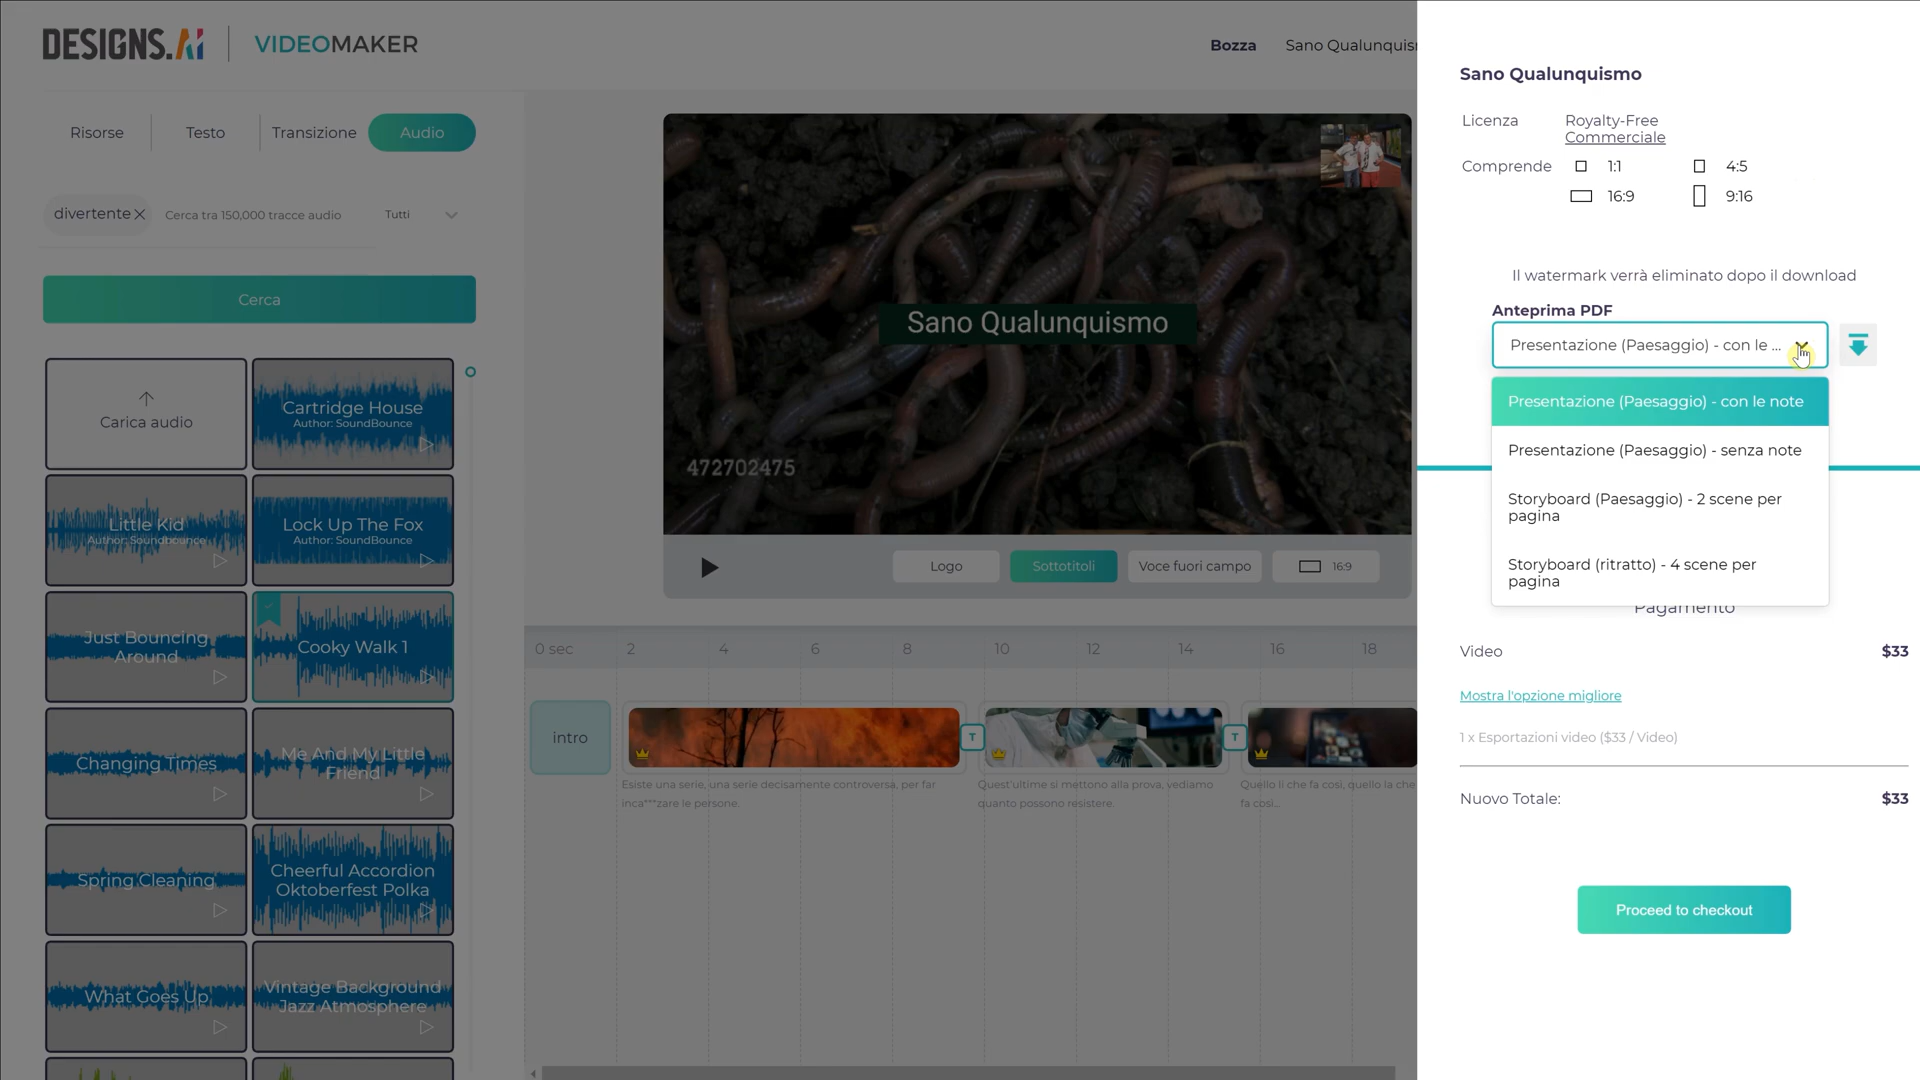 DESIGNS.AI
VIDEOMAKER
Bozza
Sano Qualunquism
Risorse
Testo
Transizione
Audio
divertente
Cerca tra 150,000 tracce audio
Tutti
Cerca
Carica audio
Cartridge House
Author: SoundBounce
Little Kid
Author: Soundbounce
Lock Up The Fox
Author: SoundBounce
Just Bouncing
Around
Cooky Walk 1
Changing Times
Me And My Little
Friend
Spring Cleaning
Cheerful Accordion
Oktoberfest Polka
What Goes Up
Vintage Background
Jazz Atmosphere
Sano Qualunquismo
472702475
Logo
Sottotitoli
Voce fuori campo
16:9
0 sec
2
4
6
8
10
12
14
16
18
intro
T
T
Esiste una serie, una serie decisamente controversa, per far
inca***zare le persone.
Quest'ultime si mettono alla prova, vediamo
quanto possono resistere.
Quello li che fa cosi, quello la che
fa cosi...
Sano Qualunquismo
Licenza
Royalty-Free
Commerciale
Comprende
1:1
4:5
16:9
9:16
Il watermark verrà eliminato dopo il download
Anteprima PDF
Presentazione (Paesaggio) - con le ...
Presentazione (Paesaggio) - con le note
Presentazione (Paesaggio) - senza note
Storyboard (Paesaggio) - 2 scene per
pagina
Storyboard (ritratto) - 4 scene per
pagina
Pagamento
Video
$33
Mostra l'opzione migliore
1 x Esportazioni video ($33 / Video)
Nuovo Totale:
$33
Proceed to checkout